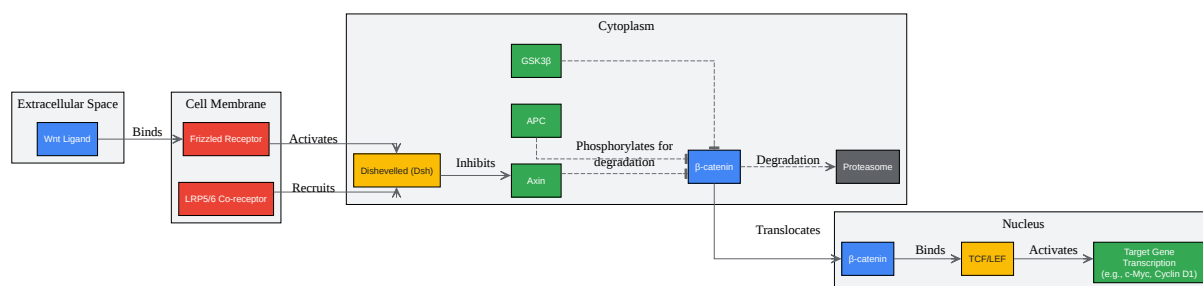 Cytoplasm
GSK3β
Extracellular Space
Wnt Ligand
Binds
Cell Membrane
Frizzled Receptor
LRP5/6 Co-receptor
Activates
Recruits
Dishevelled (Dsh)
Inhibits
APC
Axin
Phosphorylates for
degradation
β-catenin
Degradation
Proteasome
Translocates
Nucleus
β-catenin
Binds
TCF/LEF
Activates
Target Gene
Transcription
(e.g., c-Myc, Cyclin D1)